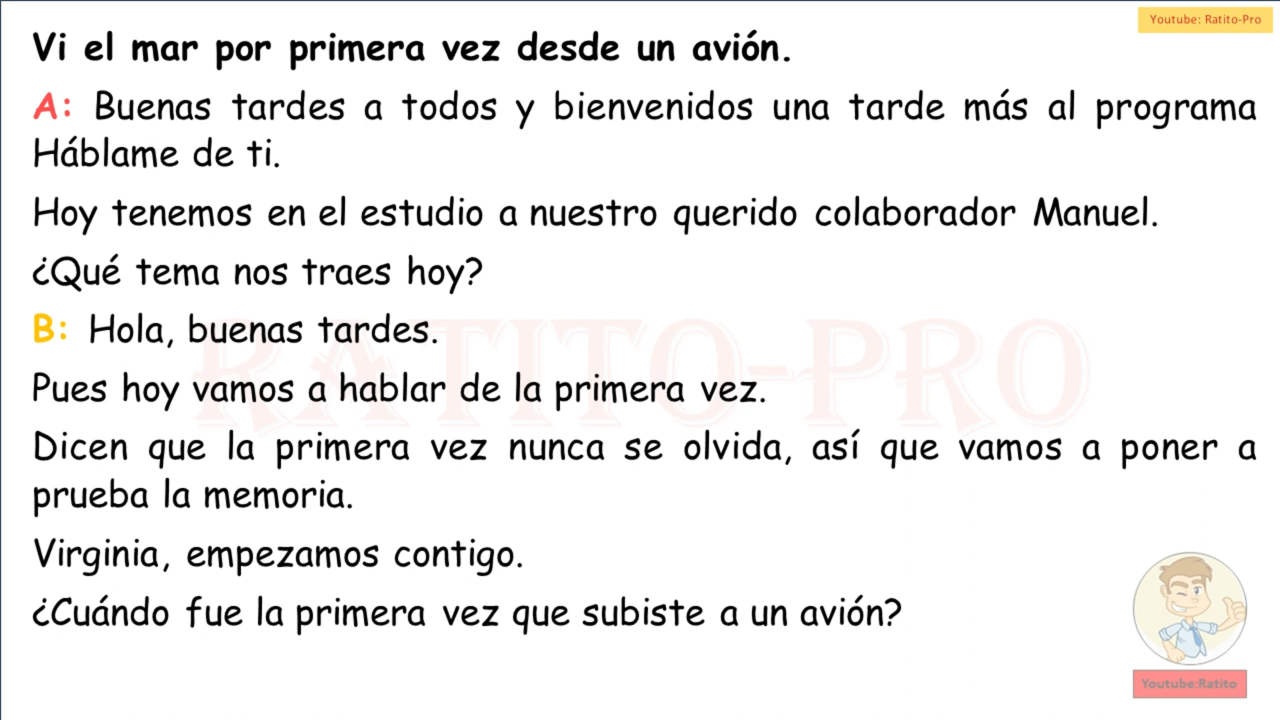 Youtube: Ratito-Pro
Vi el mar por primera vez desde un avión.
A: Buenas tardes a todos y bienvenidos una tarde más al programa
Háblame de ti.
Hoy tenemos en el estudio a nuestro querido colaborador Manuel.
¿Qué tema nos traes hoy?
B: Hola, buenas tardes.
RATITO-PRO
Pues hoy vamos a hablar de la primera vez.
Dicen que la primera vez nunca se olvida, así que vamos a poner a
prueba la memoria.
Virginia, empezamos contigo.
¿Cuándo fue la primera vez que subiste a un avión?
Youtube:Ratito